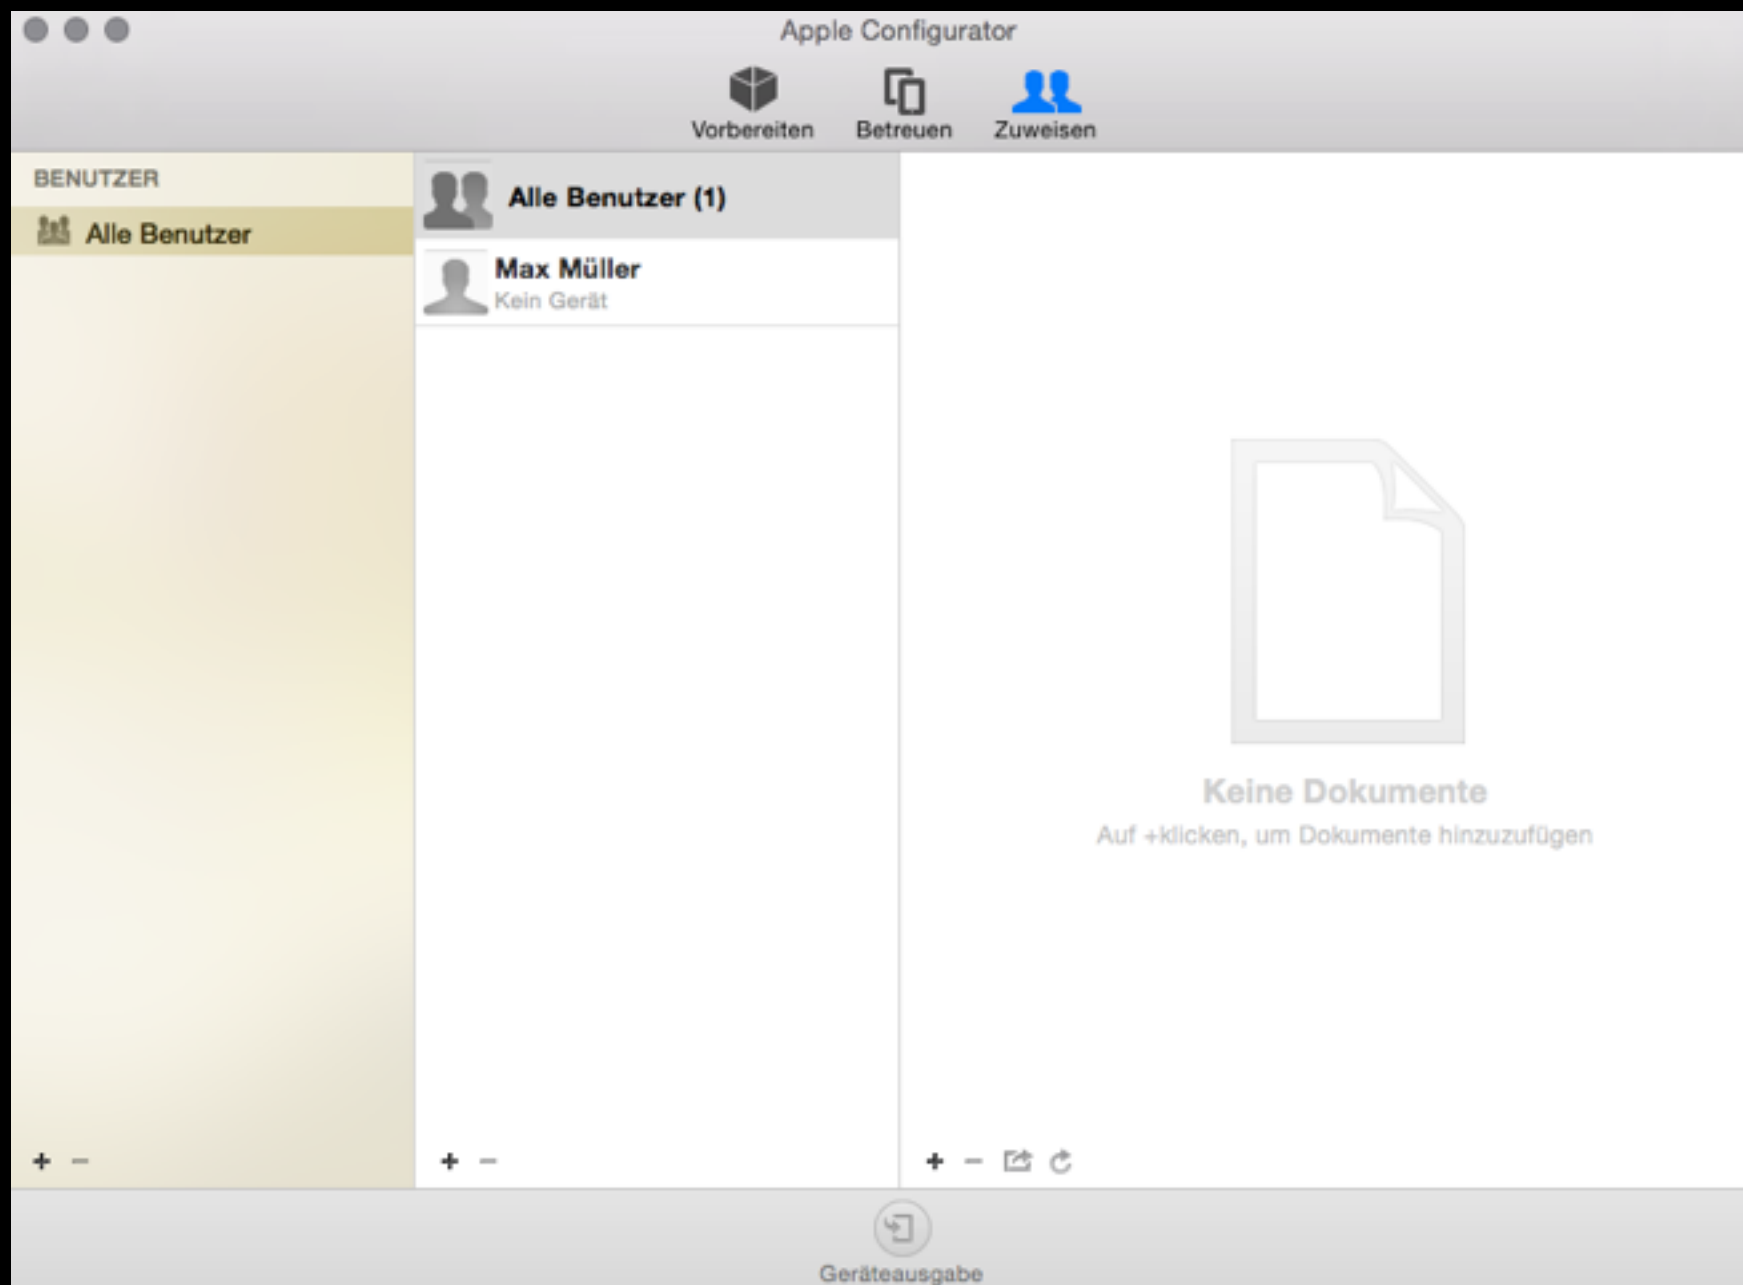 Apple Configurator
Vorbereiten
Betreuen
Zuweisen
BENUTZER
Alle Benutzer
Alle Benutzer (1)
Max Müller
Kein Gerät
Keine Dokumente
Auf +klicken, um Dokumente hinzuzufügen
Geräteausgabe